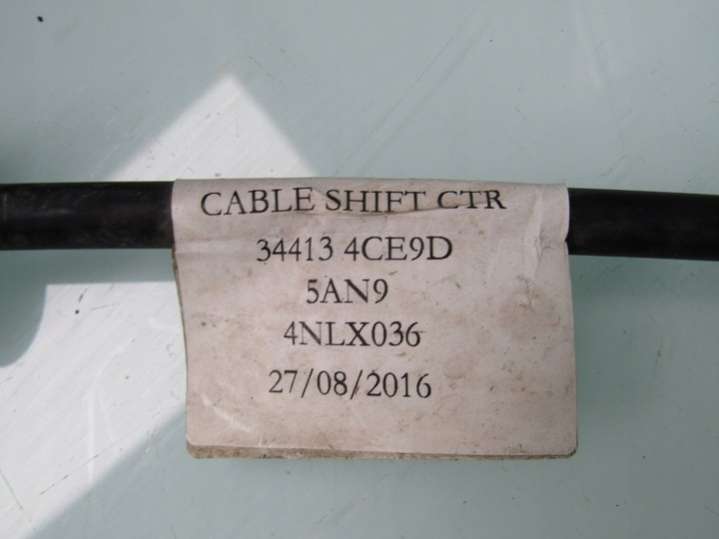 CABLE SHIFT CTR
34413 4CE9D
5AN9
4NLX036
27/08/2016